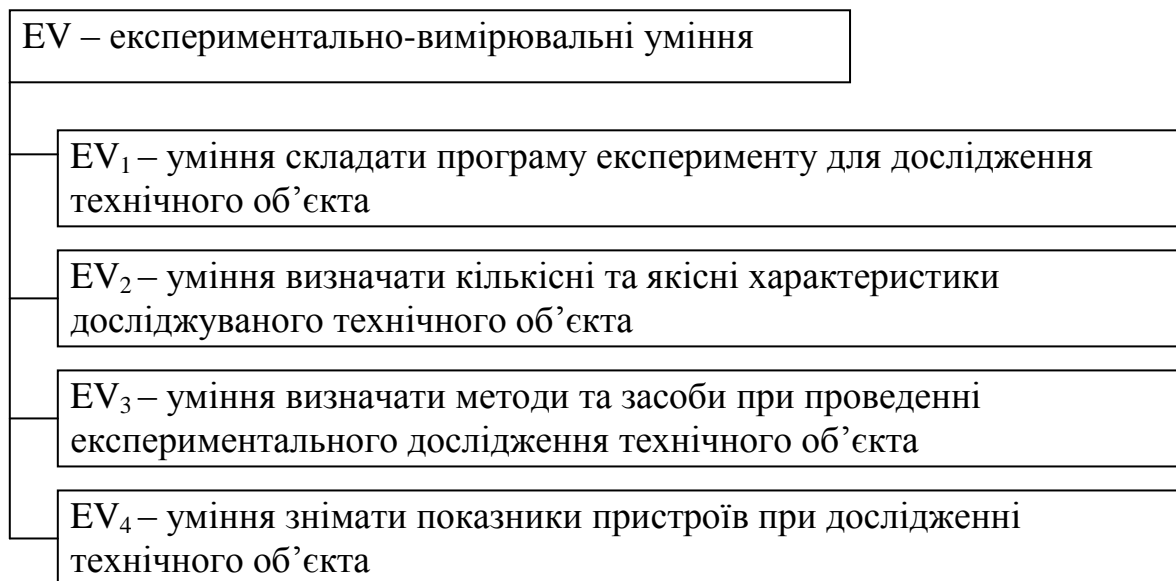 EV – експериментально-вимірювальні уміння
EV₁ – уміння складати програму експерименту для дослідження
технічного об’єкта
EV₂ – уміння визначати кількісні та якісні характеристики
досліджуваного технічного об’єкта
EV₃ – уміння визначати методи та засоби при проведенні
експериментального дослідження технічного об’єкта
EV₄ – уміння знімати показники пристроїв при дослідженні
технічного об’єкта